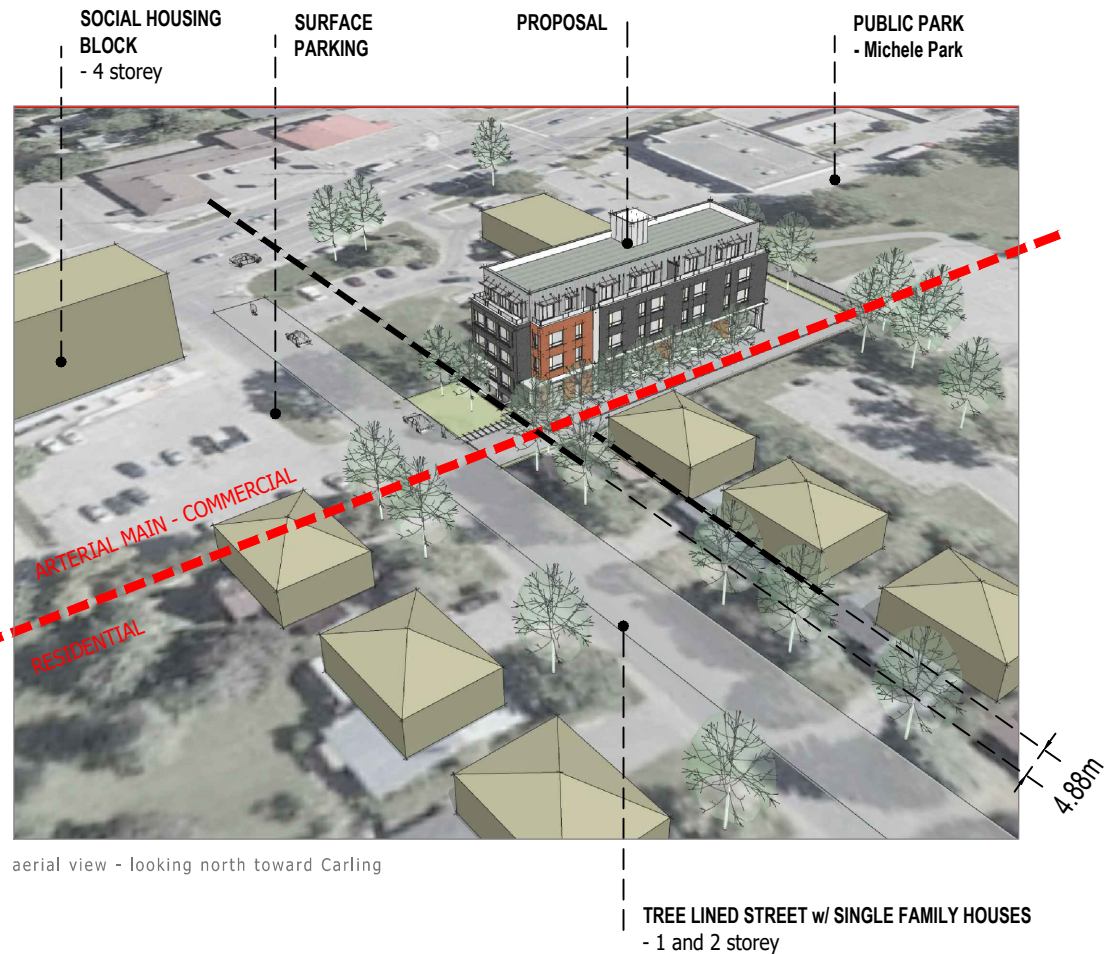 SOCIAL HOUSING
BLOCK
- 4 storey
SURFACE
PARKING
PROPOSAL
PUBLIC PARK
- Michele Park
ARTERIAL MAIN - COMMERCIAL
RESIDENTIAL
4.88m
aerial view - looking north toward Carling
TREE LINED STREET w/ SINGLE FAMILY HOUSES
- 1 and 2 storey